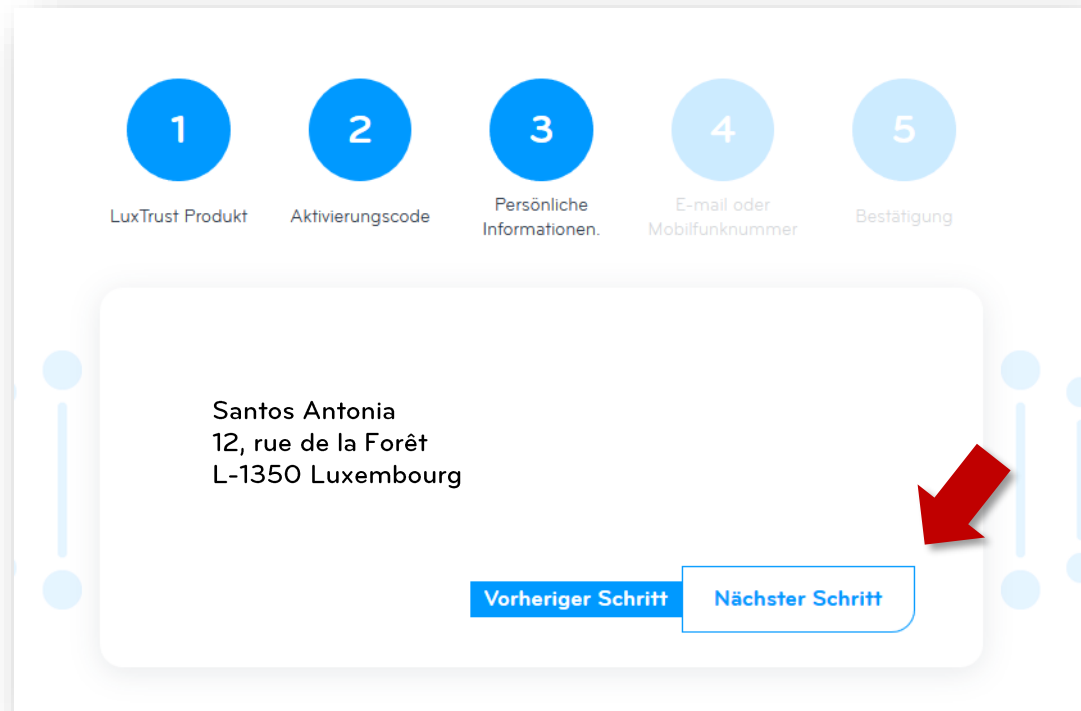 1
2
3
4
5
LuxTrust Produkt
Aktivierungscode
Persönliche
Informationen.
E-mail oder
Mobilfunknummer
Bestätigung
Santos Antonia
12, rue de la Forêt
L-1350 Luxembourg
Vorheriger Schritt
Nächster Schritt